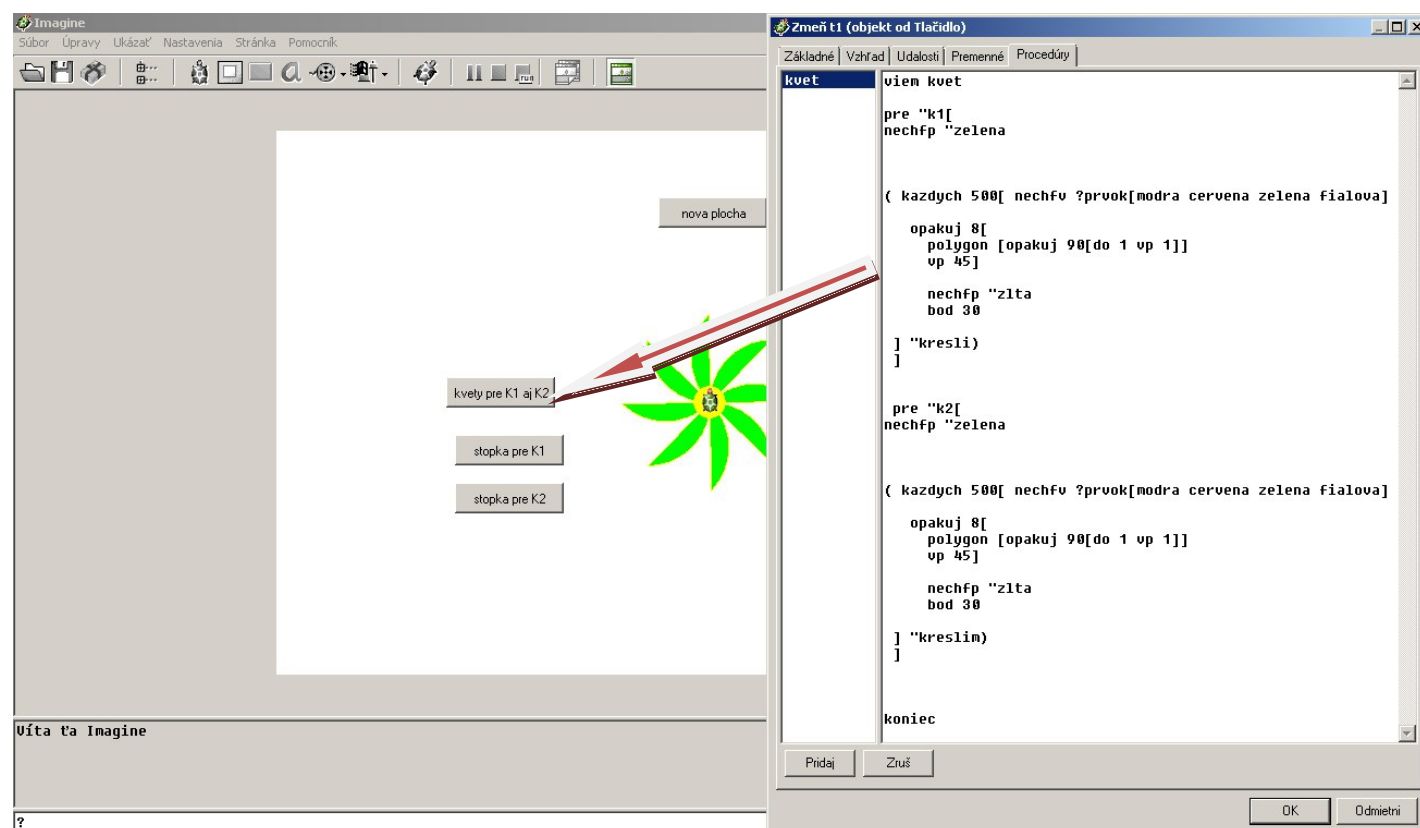 Imagine
Súbor Úpravy Ukázať Nastavenia Stránka Pomocník
run
nova plocha
kvety pre K1 aj K2
stopka pre K1
stopka pre K2
Víta ťa Imagine
?
Zmeň t1 (objekt od Tlačidlo)
Základné Vzhľad Udalosti Premenné Procedúry
kvet
viem kvet
pre "k1[
nechfp "zelena
( kazdych 500[ nechfv ?prvok[modra cervena zelena fialova]
opakuj 8[
polygon [opakuj 90[do 1 vp 1]]
vp 45]
nechfp "zlta
bod 30
] "kresli)
]
pre "k2[
nechfp "zelena
( kazdych 500[ nechfv ?prvok[modra cervena zelena fialova]
opakuj 8[
polygon [opakuj 90[do 1 vp 1]]
vp 45]
nechfp "zlta
bod 30
] "kreslim)
]
koniec
Pridaj Zruš
OK Odmietni